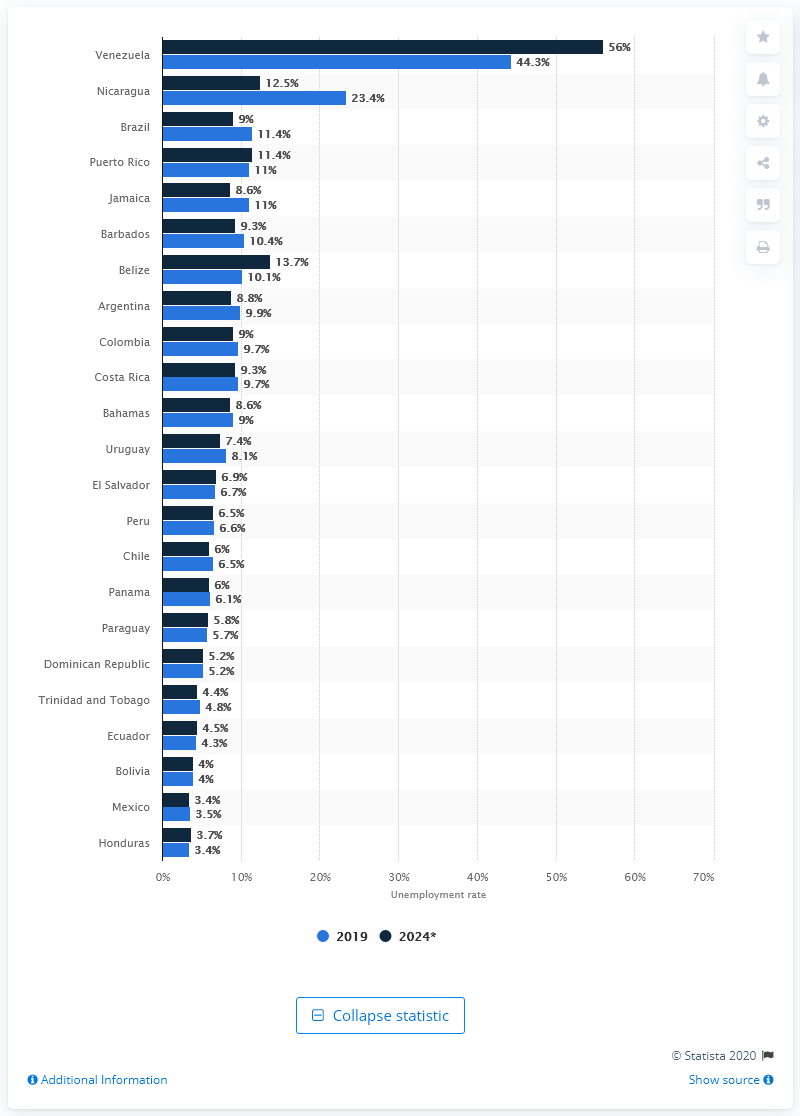 Venezuela
56%
44.3%
Nicaragua
12.5%
23.4%
Brazil
9%
11.4%
Puerto Rico
11.4%
11%
Jamaica
8.6%
11%
Barbados
9.3%
10.4%
Belize
13.7%
10.1%
Argentina
8.8%
9.9%
Colombia
9%
9.7%
Costa Rica
9.3%
9.7%
Bahamas
8.6%
9%
Uruguay
7.4%
8.1%
El Salvador
6.9%
6.7%
Peru
6.5%
6.6%
Chile
6%
6.5%
Panama
6%
6.1%
Paraguay
5.8%
5.7%
Dominican Republic
5.2%
5.2%
Trinidad and Tobago
4.4%
4.8%
Ecuador
4.5%
4.3%
Bolivia
4%
4%
Mexico
3.4%
3.5%
Honduras
3.7%
3.4%
0% 10% 20% 30% 40% 50% 60% 70%
Unemployment rate
2019 2024*
Collapse statistic
© Statista 2020
Additional Information Show source